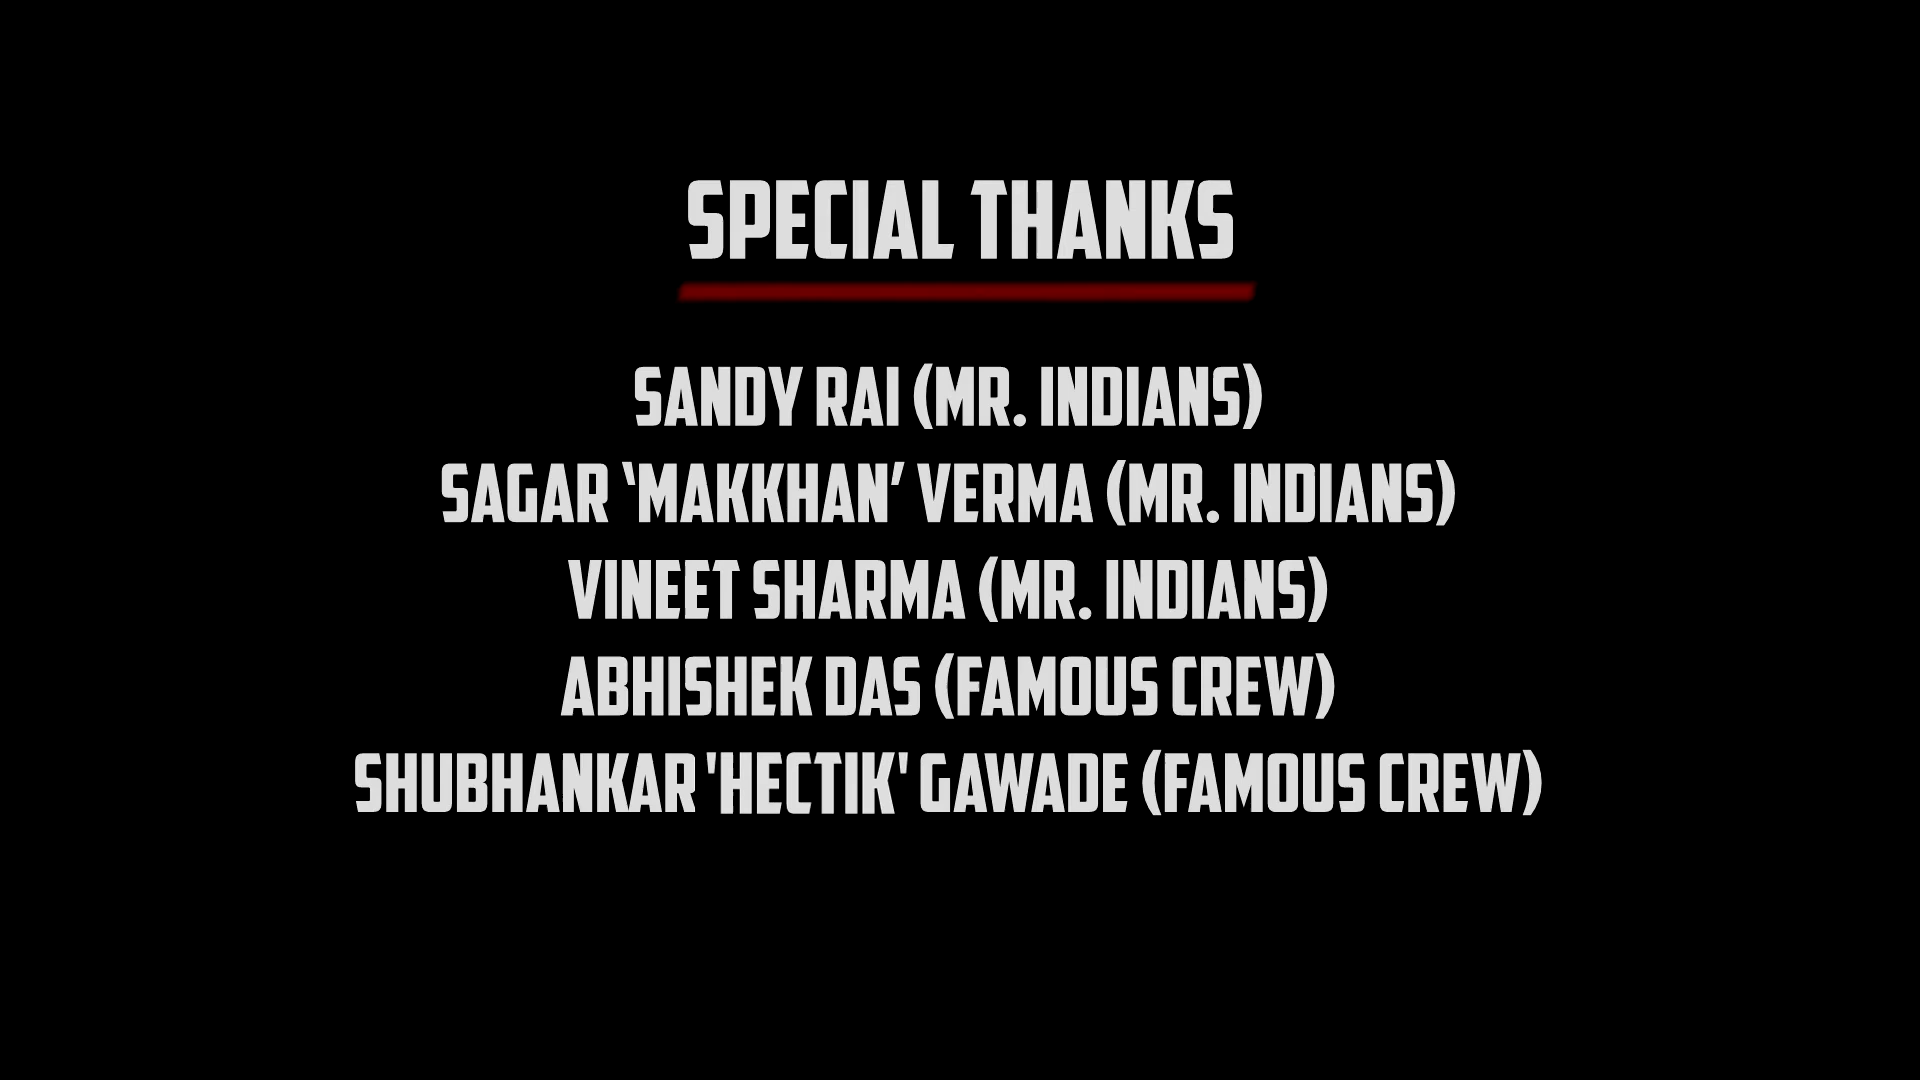 SPECIAL THANKS
SANDY RAI (MR. INDIANS)
SAGAR ‘MAKKHAN’ VERMA (MR. INDIANS)
VINEET SHARMA (MR. INDIANS)
ABHISHEK DAS (FAMOUS CREW)
SHUBHANKAR 'HECTIK' GAWADE (FAMOUS CREW)